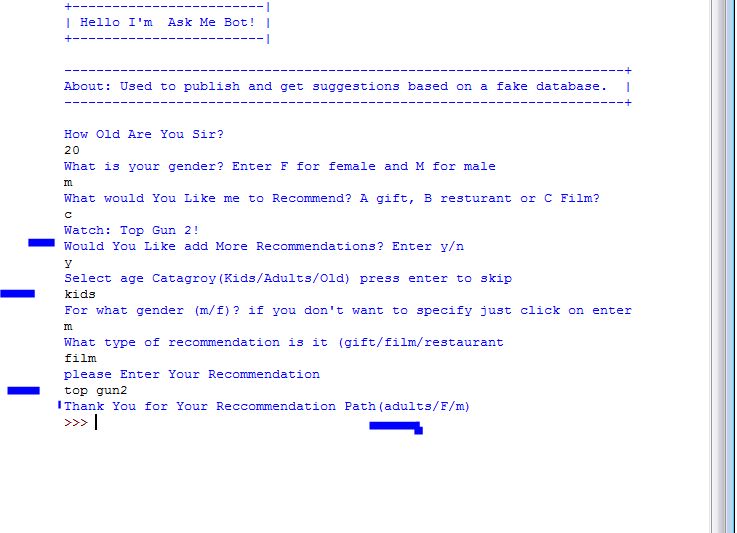 +------------------------|
| Hello I'm  Ask Me Bot! |
+------------------------|
----------------------------------------------------------------------+
About: Used to publish and get suggestions based on a fake database.  |
----------------------------------------------------------------------+
How Old Are You Sir?
20
What is your gender? Enter F for female and M for male
m
What would You Like me to Recommend? A gift, B resturant or C Film?
c
Watch: Top Gun 2!
Would You Like add More Recommendations? Enter y/n
y
Select age Catagroy(Kids/Adults/Old) press enter to skip
kids
For what gender (m/f)? if you don't want to specify just click on enter
m
What type of recommendation is it (gift/film/restaurant
film
please Enter Your Recommendation
top gun2
Thank You for Your Reccommendation Path(adults/F/m)
>>>